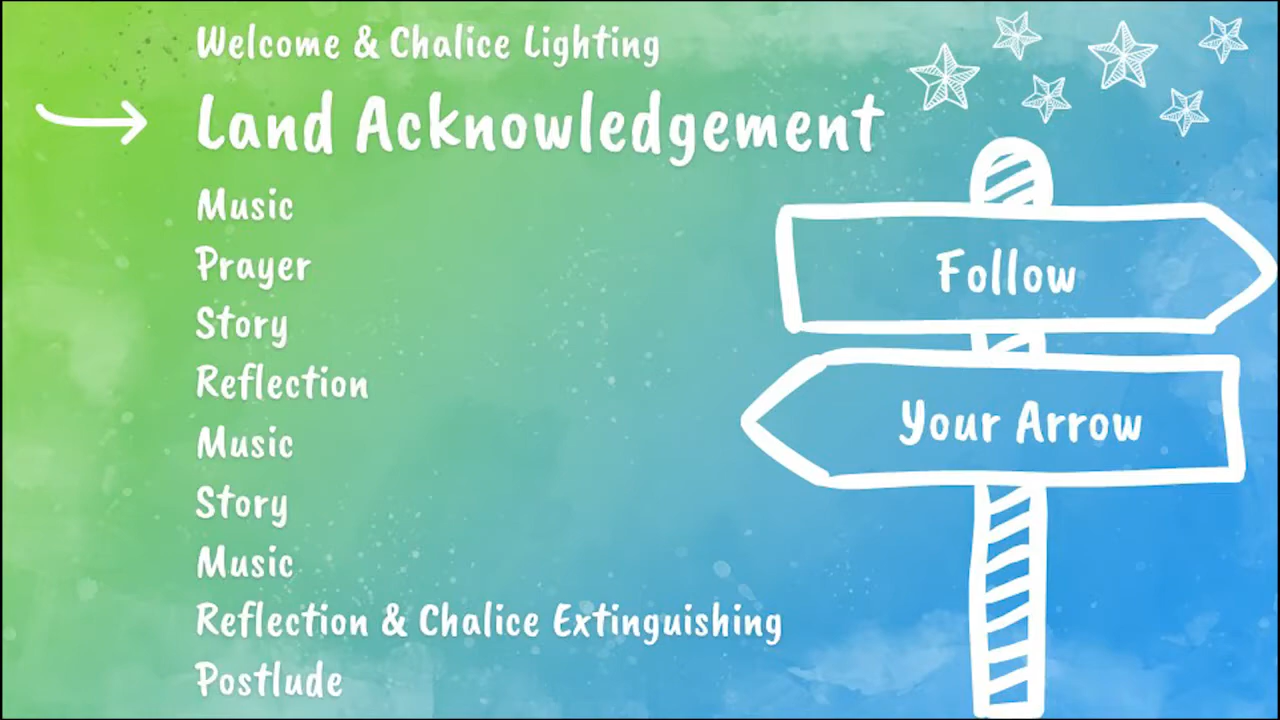 Welcome & Chalice Lighting
Land Acknowledgement
Music
Prayer
Story
Reflection
Music
Story
Music
Reflection & Chalice Extinguishing
Postlude
Follow
Your Arrow